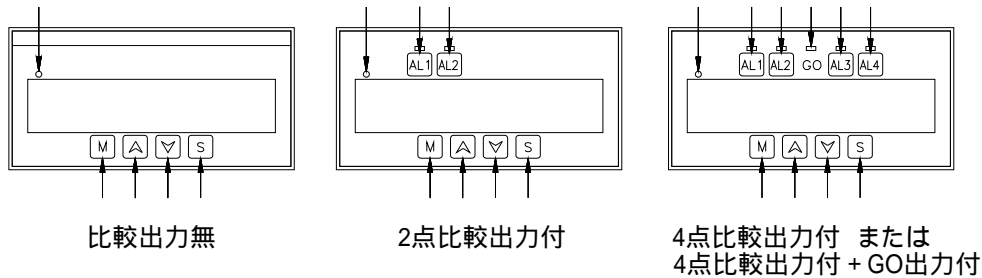 AL1 AL2
AL1 AL2 GO AL3 AL4
M S
M S
M S
比較出力無
2点比較出力付
4点比較出力付 または
4点比較出力付 + GO出力付